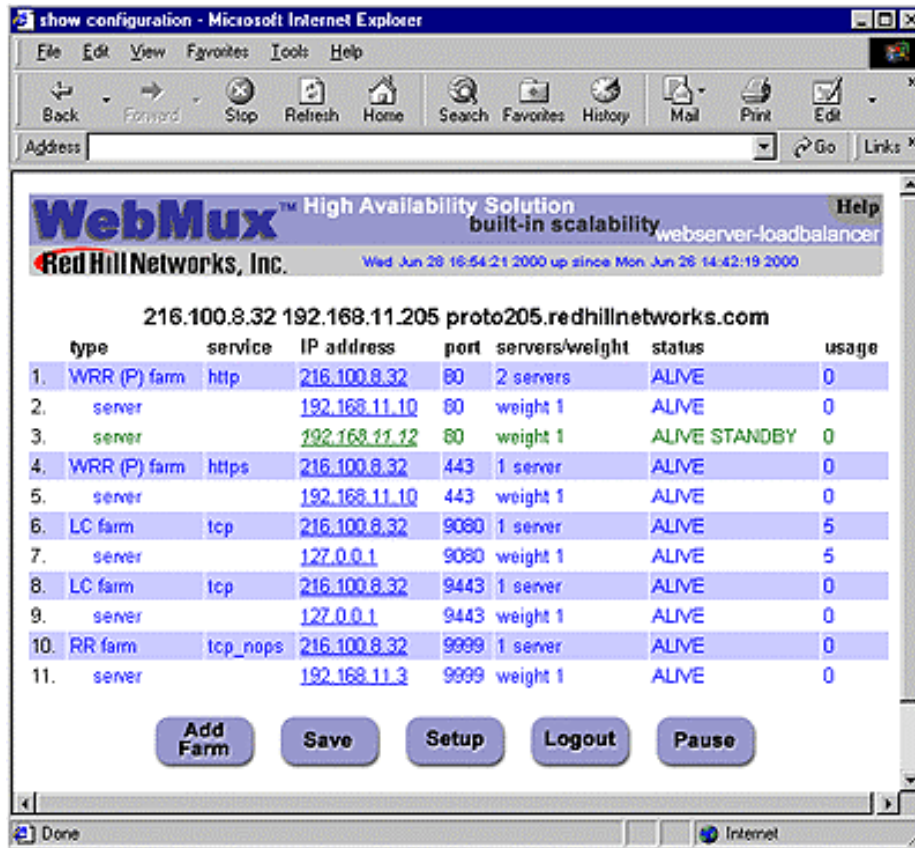 show configuration - Microsoft Internet Explorer
File Edit View Favorites Tools Help
Back Forward Stop Refresh Home Search Favorites History Mail Print Edit
Address Go Links
WebMux™ High Availability Solution Help
built-in scalability
webserver-loadbalancer
Red Hill Networks, Inc. Wed Jun 28 16:54:21 2000 up since Mon Jun 26 14:42:19 2000
216.100.8.32 192.168.11.205 proto205.redhillnetworks.com
type service IP address port servers/weight status usage
1. WRR (P) farm http 216.100.8.32 80 2 servers ALIVE 0
2. server 192.168.11.10 80 weight 1 ALIVE 0
3. server 192.168.11.12 80 weight 1 ALIVE STANDBY 0
4. WRR (P) farm https 216.100.8.32 443 1 server ALIVE 0
5. server 192.168.11.10 443 weight 1 ALIVE 0
6. LC farm tcp 216.100.8.32 9080 1 server ALIVE 5
7. server 127.0.0.1 9080 weight 1 ALIVE 5
8. LC farm tcp 216.100.8.32 9443 1 server ALIVE 0
9. server 127.0.0.1 9443 weight 1 ALIVE 0
10. RR farm tcp_nops 216.100.8.32 9999 1 server ALIVE 0
11. server 192.168.11.3 9999 weight 1 ALIVE 0
Add Farm Save Setup Logout Pause
Done Internet